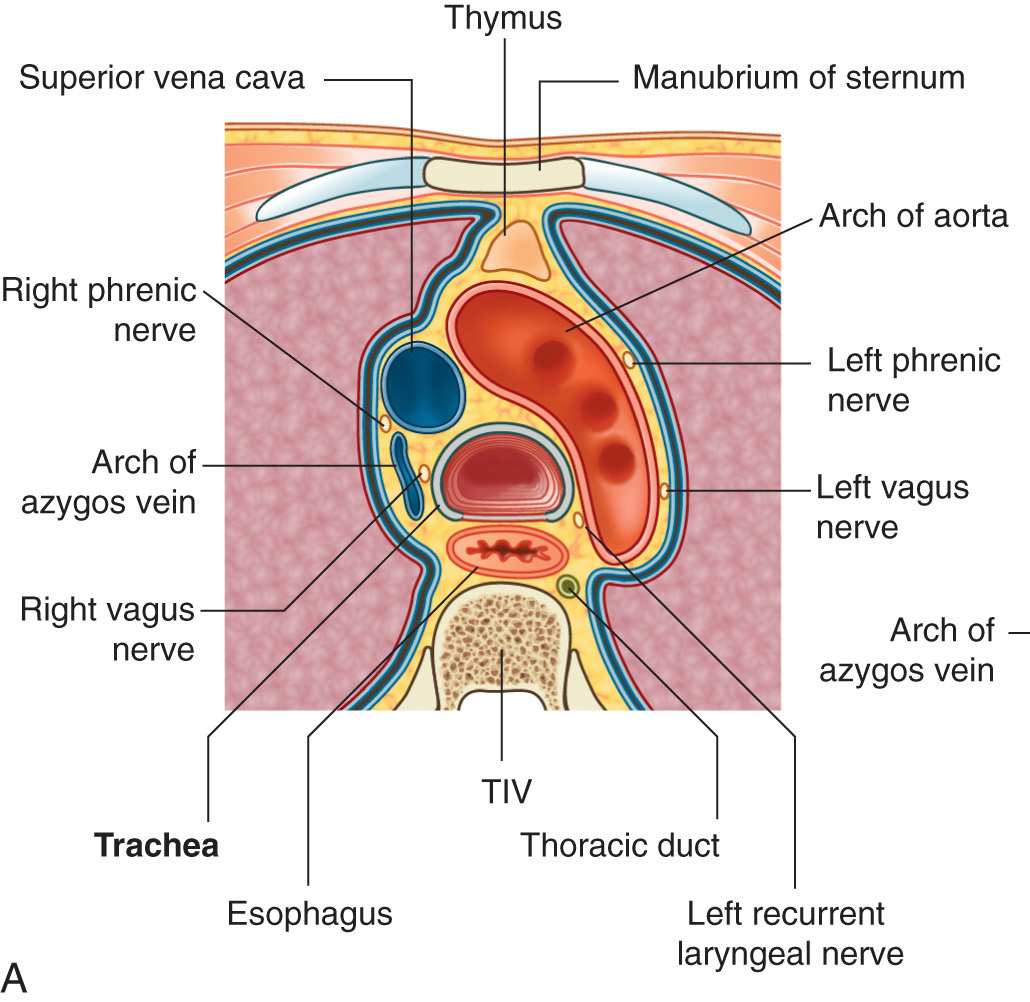 Thymus
Superior vena cava
Manubrium of sternum
Arch of aorta
Right phrenic
nerve
Left phrenic
nerve
Arch of
azygos vein
Left vagus
nerve
Right vagus
nerve
Arch of
azygos vein
TIV
Trachea
Thoracic duct
Esophagus
Left recurrent
laryngeal nerve
A